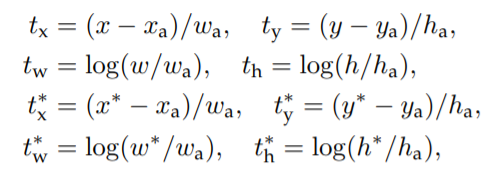 tx = (x − xa)/wa, ty = (y − ya)/ha,
tw = log(w/wa), th = log(h/ha),
t*x = (x* − xa)/wa, t*y = (y* − ya)/ha,
t*w = log(w*/wa), t*h = log(h*/ha),